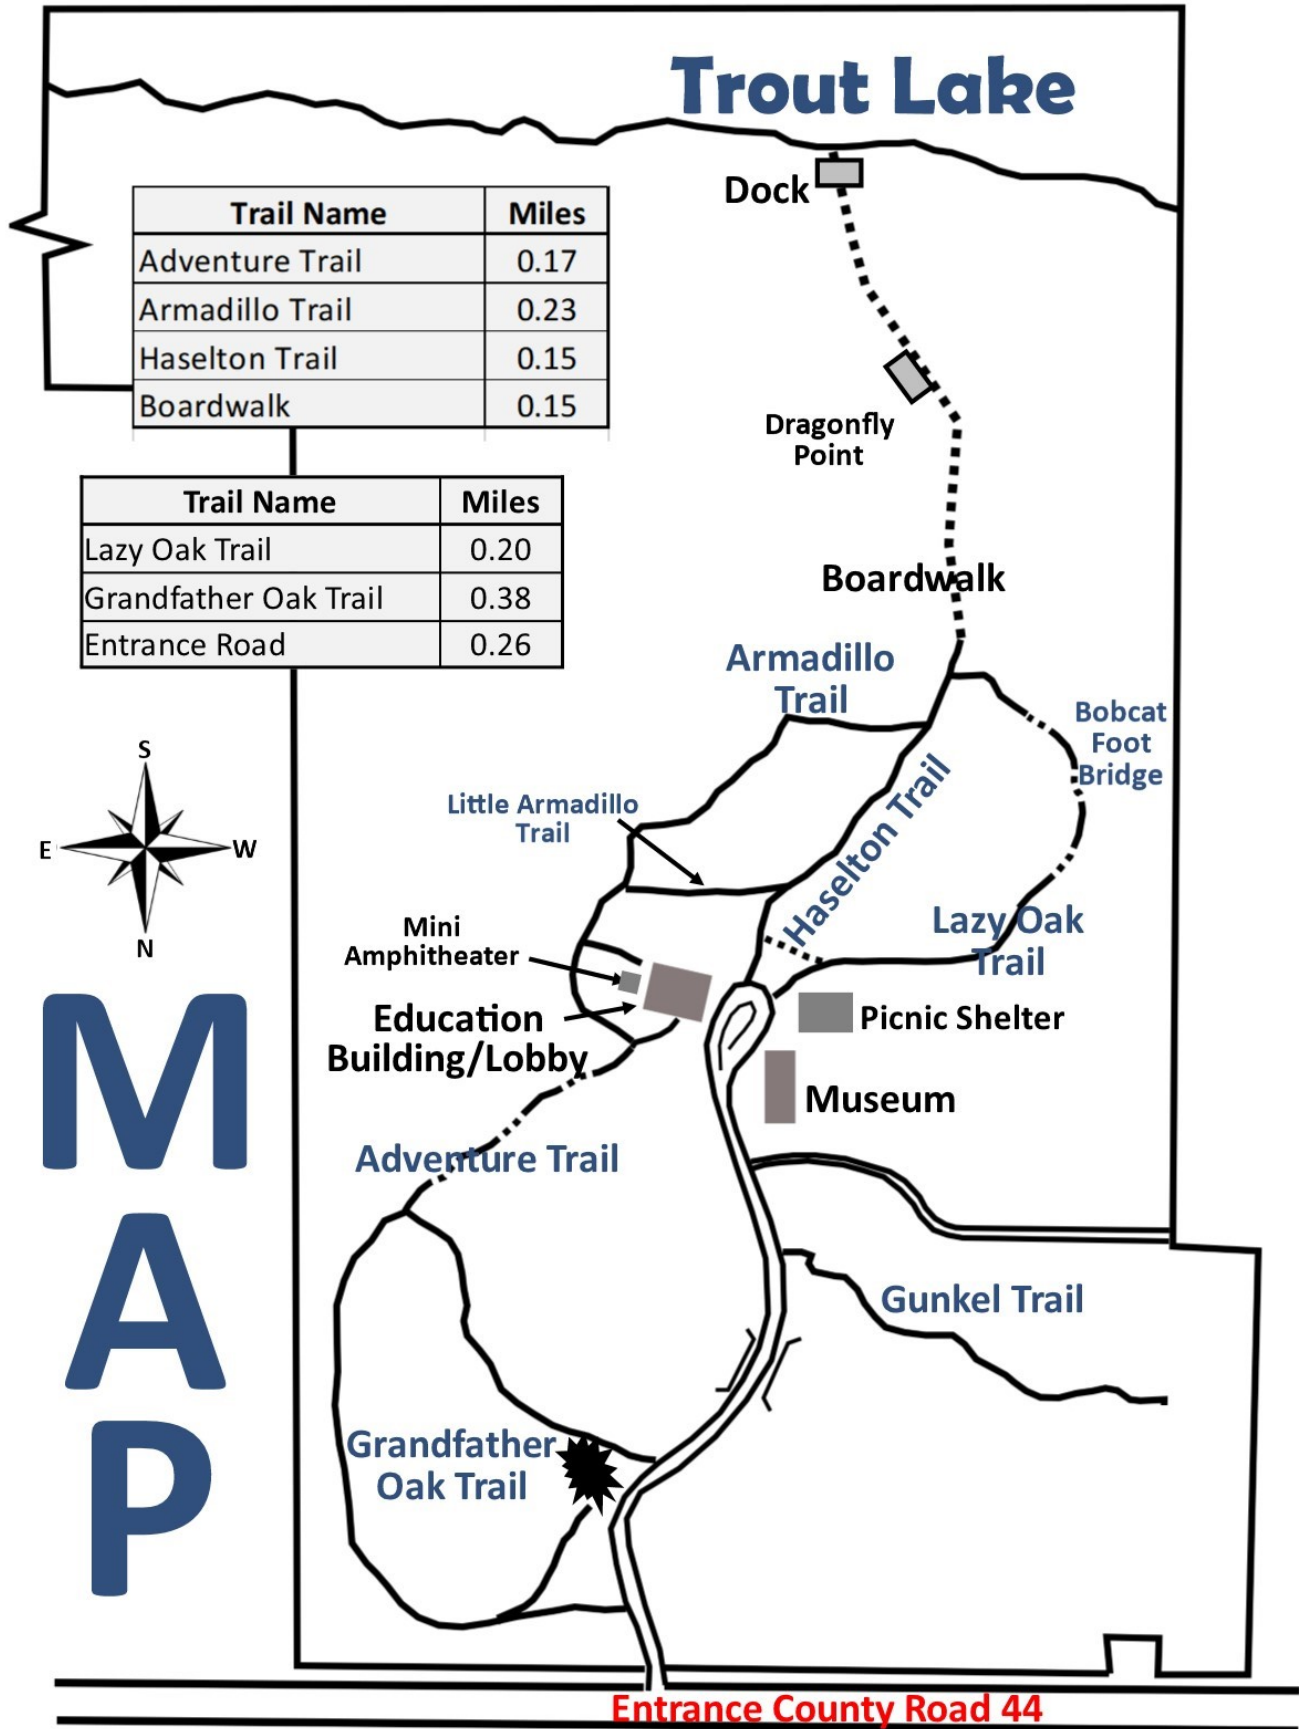 Trout Lake
Dock
Trail Name Miles
Adventure Trail 0.17
Armadillo Trail 0.23
Haselton Trail 0.15
Boardwalk 0.15
Dragonfly
Point
Trail Name Miles
Lazy Oak Trail 0.20
Grandfather Oak Trail 0.38
Entrance Road 0.26
Boardwalk
Armadillo
Trail
Bobcat
Foot
Bridge
S
E
W
N
Little Armadillo
Trail
Haselton Trail
Lazy Oak
Trail
Mini
Amphitheater
Education
Building/Lobby
Picnic Shelter
Museum
MAP
Adventure Trail
Gunkel Trail
Grandfather
Oak Trail
Entrance County Road 44